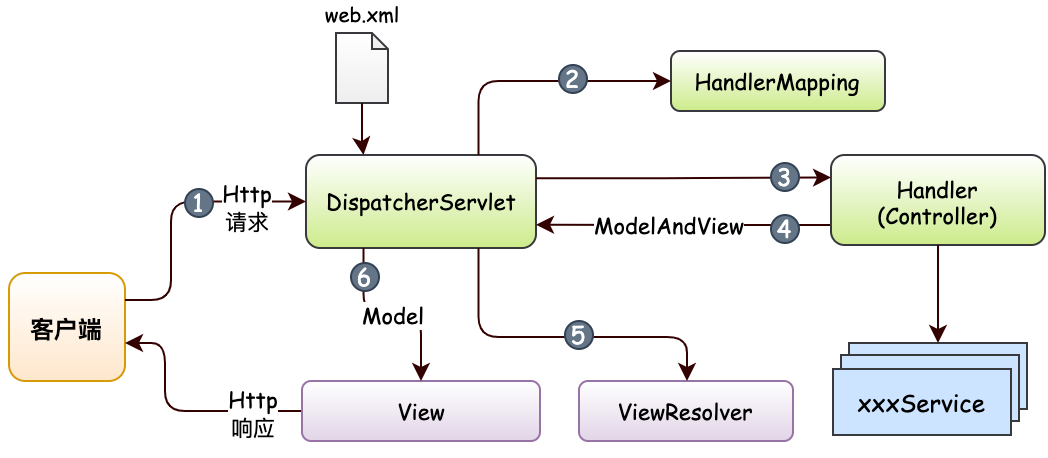 web.xml
2
HandlerMapping
3
1
Http
请求
DispatcherServlet
Handler
(Controller)
ModelAndView
4
6
Model
5
客户端
Http
响应
View
ViewResolver
xxxService